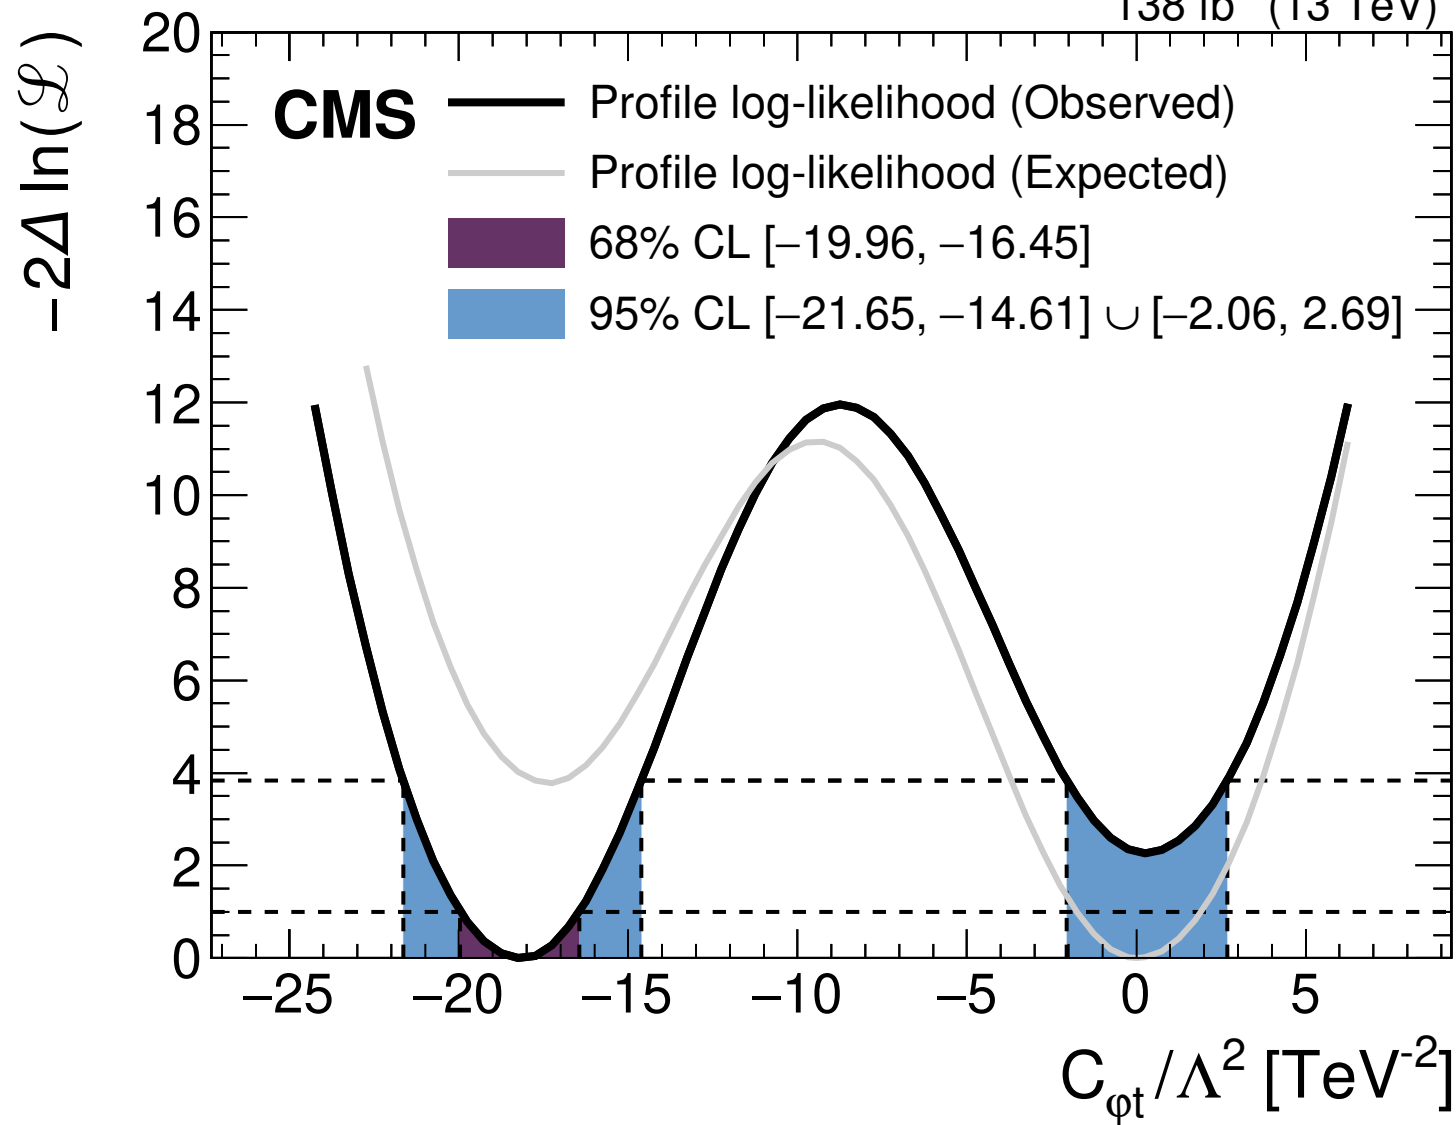 138 fb (13 TeV)
−2Δ ln(ℒ)
CMS
Profile log-likelihood (Observed)
Profile log-likelihood (Expected)
68% CL [−19.96, −16.45]
95% CL [−21.65, −14.61] ∪ [−2.06, 2.69]
20
18
16
14
12
10
8
6
4
2
0
−25 −20 −15 −10 −5 0 5
C_φt/Λ² [TeV⁻²]